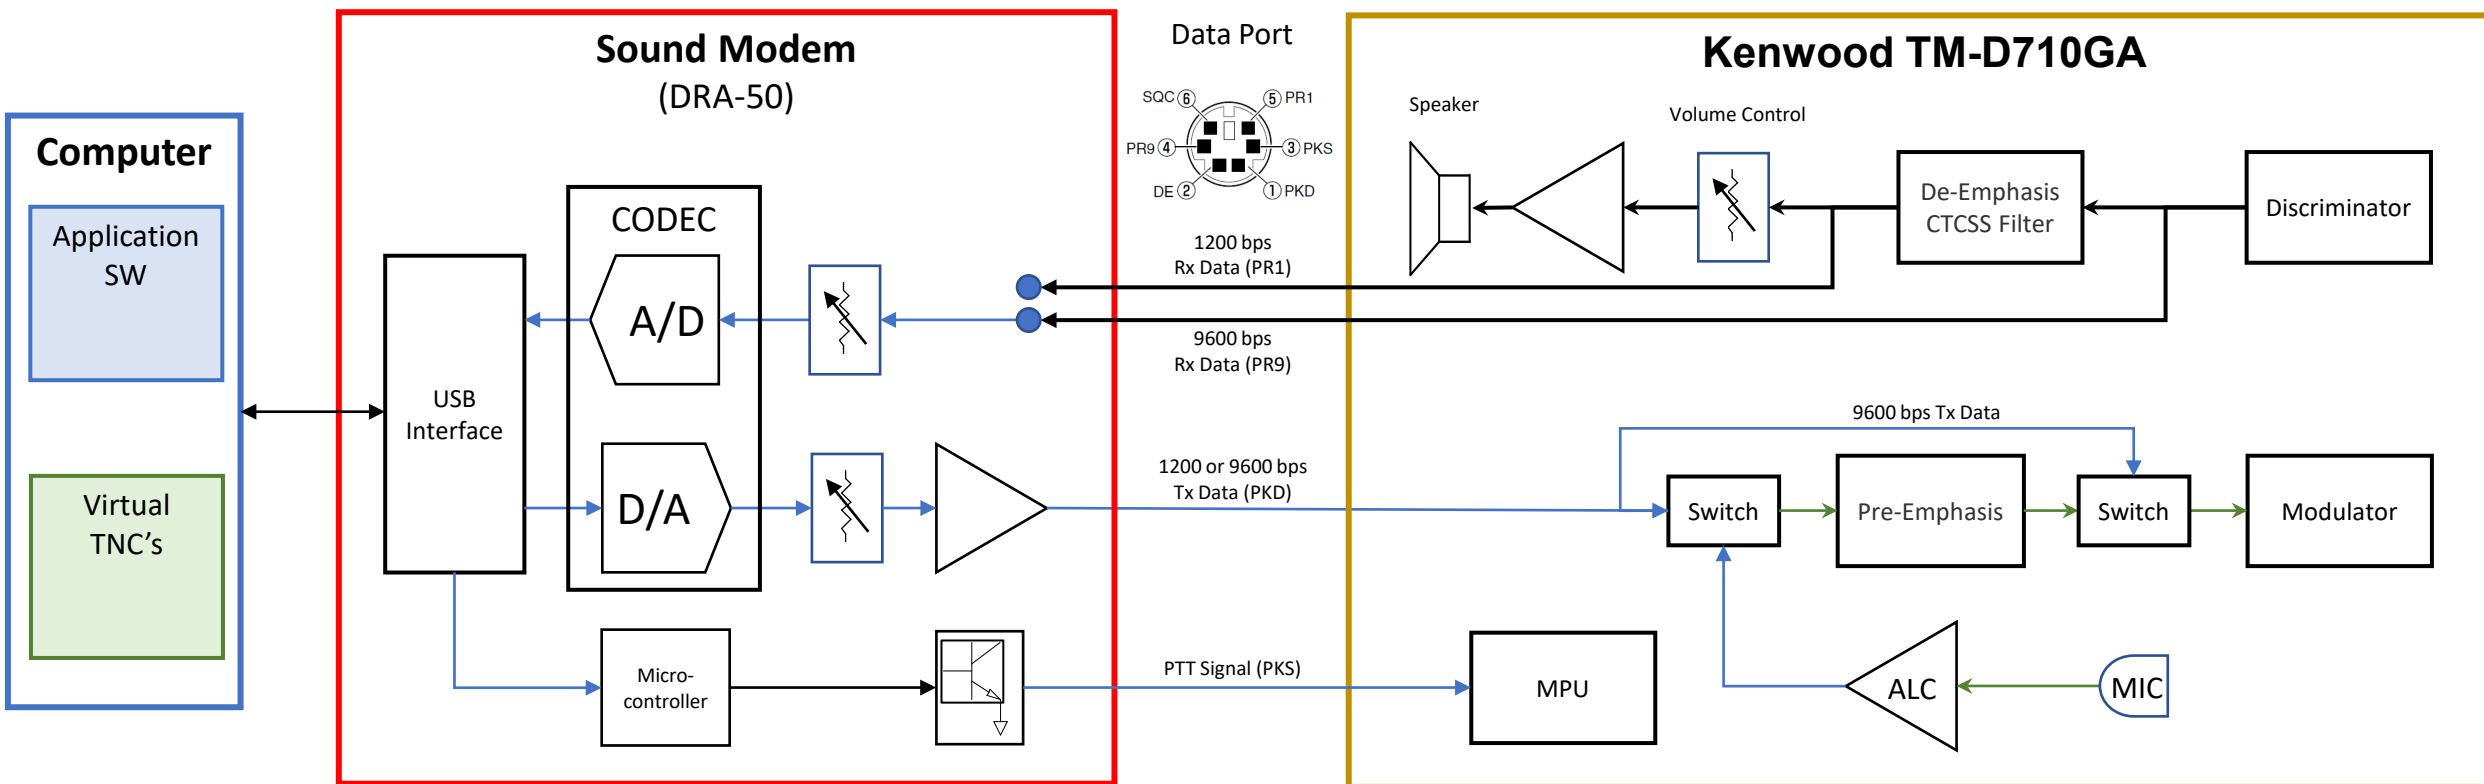 Sound Modem
(DRA-50)
Data Port
Kenwood TM-D710GA
SQC ⑥
⑤ PR1
PR9 ④
③ PKS
DE ②
① PKD
Speaker
Volume Control
Computer
Application
SW
Virtual
TNC's
USB
Interface
CODEC
A/D
D/A
Micro-
controller
1200 bps
Rx Data (PR1)
9600 bps
Rx Data (PR9)
1200 or 9600 bps
Tx Data (PKD)
PTT Signal (PKS)
De-Emphasis
CTCSS Filter
Discriminator
9600 bps Tx Data
Switch
Pre-Emphasis
Switch
Modulator
MPU
ALC
MIC